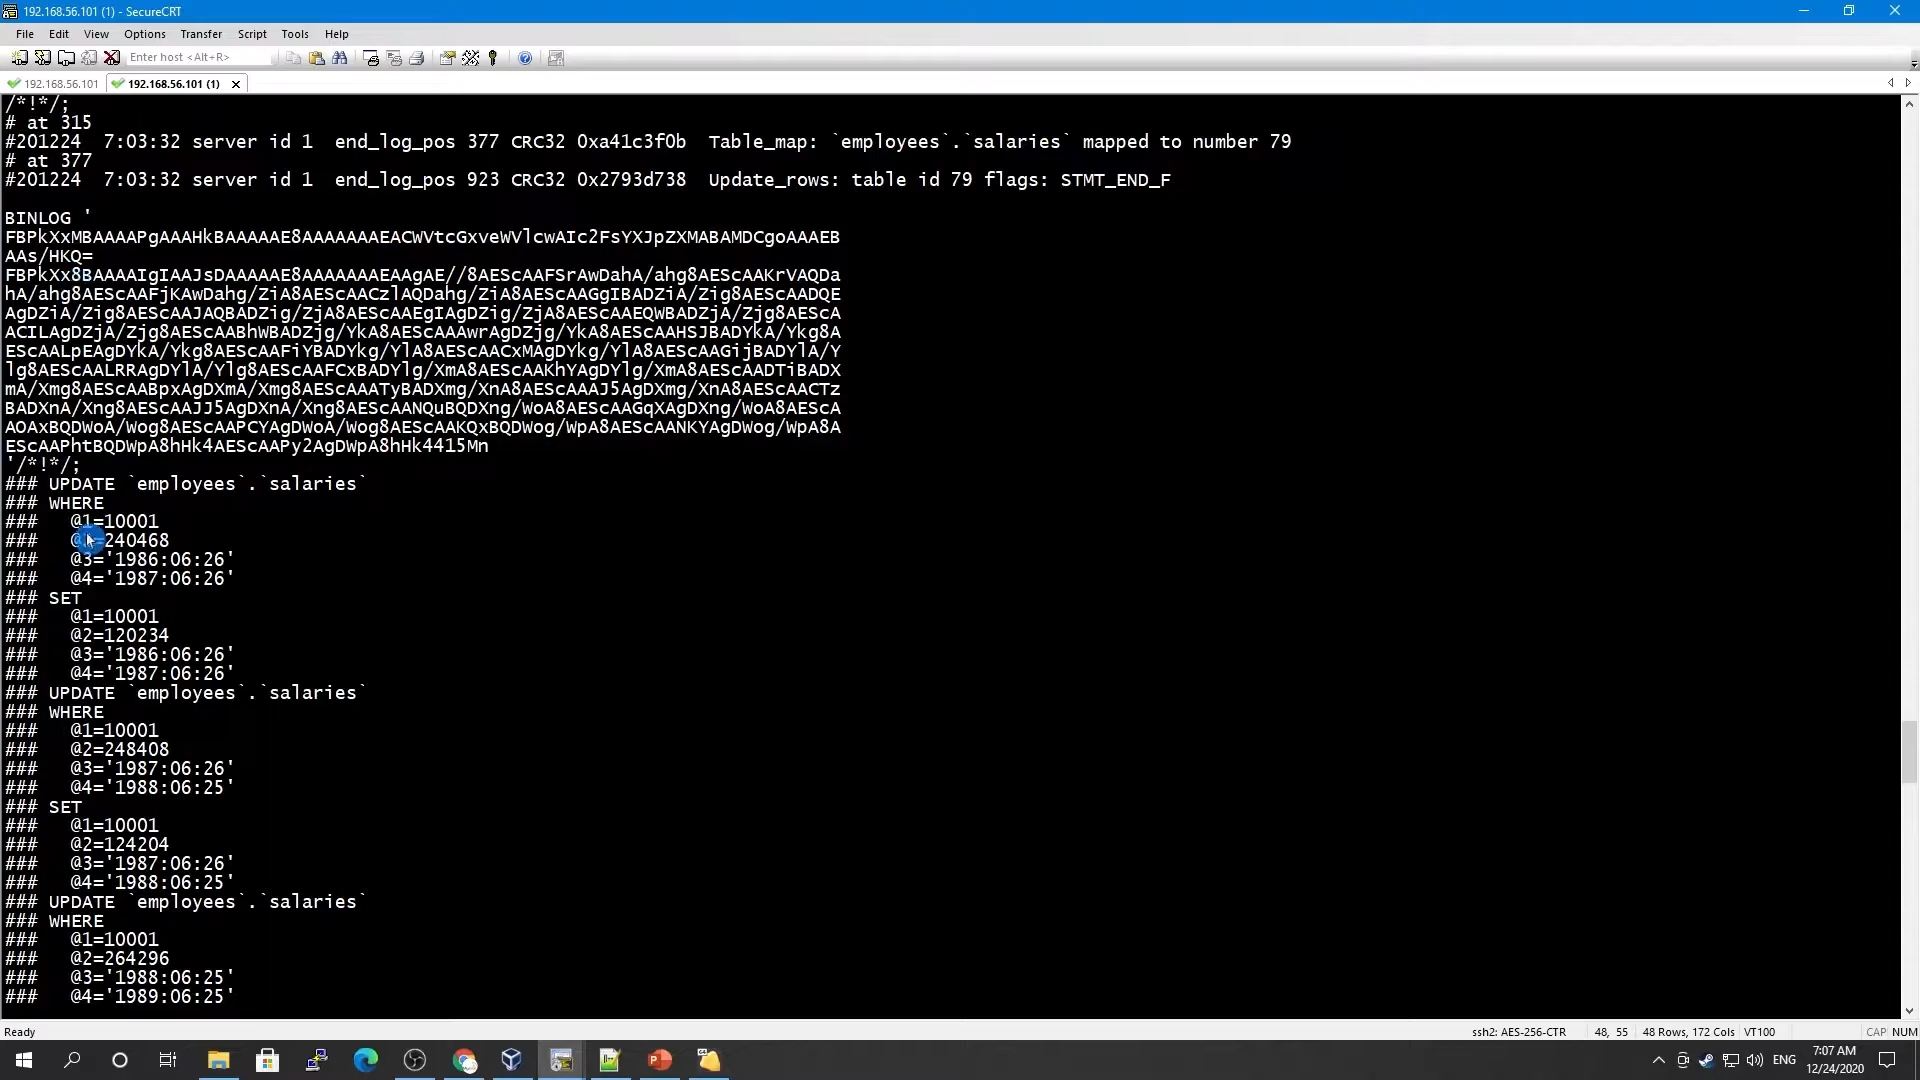 192.168.56.101 (1) - SecureCRT
File Edit View Options Transfer Script Tools Help
Enter host <Alt+R>
192.168.56.101 192.168.56.101 (1)
/*!*/;
# at 315
#201224  7:03:32 server id 1  end_log_pos 377 CRC32 0xa41c3f0b  Table_map: `employees`.`salaries` mapped to number 79
# at 377
#201224  7:03:32 server id 1  end_log_pos 923 CRC32 0x2793d738  Update_rows: table id 79 flags: STMT_END_F
BINLOG '
FBPkXxMBAAAAPgAAAHkBAAAAAE8AAAAAAAEACWVtcGxveWVlcwAIc2FsYXJpZXMABAMDCgoAAAEB
AAs/HKQ=
FBPkXx8BAAAAIgIAAJsDAAAAAE8AAAAAAAEAAgAE//8AEScAAFSrAwDahA/ahg8AEScAAKrVAQDa
hA/ahg8AEScAAFjKAwDahg/ZiA8AEScAACzlAQDahg/ZiA8AEScAAGgIBADZiA/Zig8AEScAADQE
AgDZiA/Zig8AEScAAJAQBADZig/ZjA8AEScAAEgIAgDZig/ZjA8AEScAAEQWBADZjA/Zjg8AEScA
ACILAgDZjA/Zjg8AEScAABhWBADZjg/YkA8AEScAAAwrAgDZjg/YkA8AEScAAHSJBADYkA/Ykg8A
EScAALpEAgDYkA/Ykg8AEScAAFiYBADYkg/YlA8AEScAACxMAgDYkg/YlA8AEScAAGijBADYlA/Y
lg8AEScAALRRAgDYlA/Ylg8AEScAAFCxBADYlg/XmA8AEScAAKhYAgDYlg/XmA8AEScAADTiBADX
mA/Xmg8AEScAABpxAgDXmA/Xmg8AEScAAATyBADXmg/XnA8AEScAAAJ5AgDXmg/XnA8AEScAACTz
BADXnA/Xng8AEScAAJJ5AgDXnA/Xng8AEScAANQuBQDXng/WoA8AEScAAGqXAgDXng/WoA8AEScA
AOAxBQDWoA/Wog8AEScAAPCYAgDWoA/Wog8AEScAAKQxBQDWog/WpA8AEScAANKYAgDWog/WpA8A
EScAAPhtBQDWpA8hHk4AEScAAPy2AgDWpA8hHk4415Mn
'/*!*/;
### UPDATE `employees`.`salaries`
### WHERE
###   @1=10001
###   @2=240468
###   @3='1986:06:26'
###   @4='1987:06:26'
### SET
###   @1=10001
###   @2=120234
###   @3='1986:06:26'
###   @4='1987:06:26'
### UPDATE `employees`.`salaries`
### WHERE
###   @1=10001
###   @2=248408
###   @3='1987:06:26'
###   @4='1988:06:25'
### SET
###   @1=10001
###   @2=124204
###   @3='1987:06:26'
###   @4='1988:06:25'
### UPDATE `employees`.`salaries`
### WHERE
###   @1=10001
###   @2=264296
###   @3='1988:06:25'
###   @4='1989:06:25'
Ready ssh2: AES-256-CTR 48, 55 48 Rows, 172 Cols VT100 CAP NUM
ENG 7:07 AM
12/24/2020